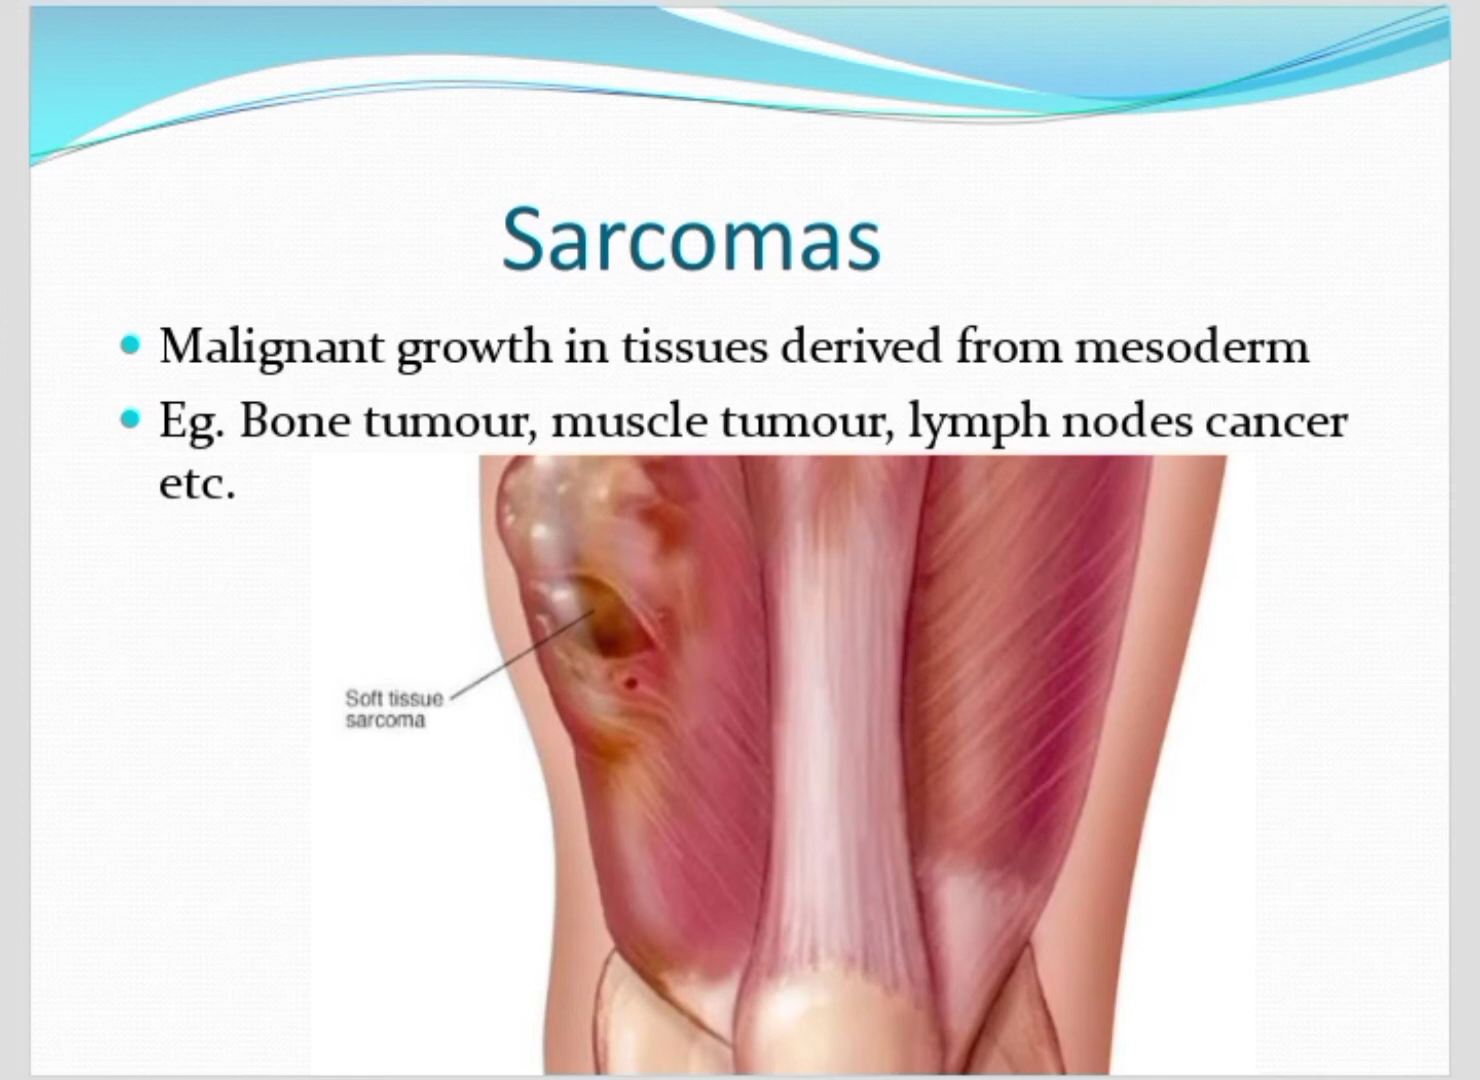 Sarcomas
Malignant growth in tissues derived from mesoderm
Eg. Bone tumour, muscle tumour, lymph nodes cancer
etc.
Soft tissue
sarcoma